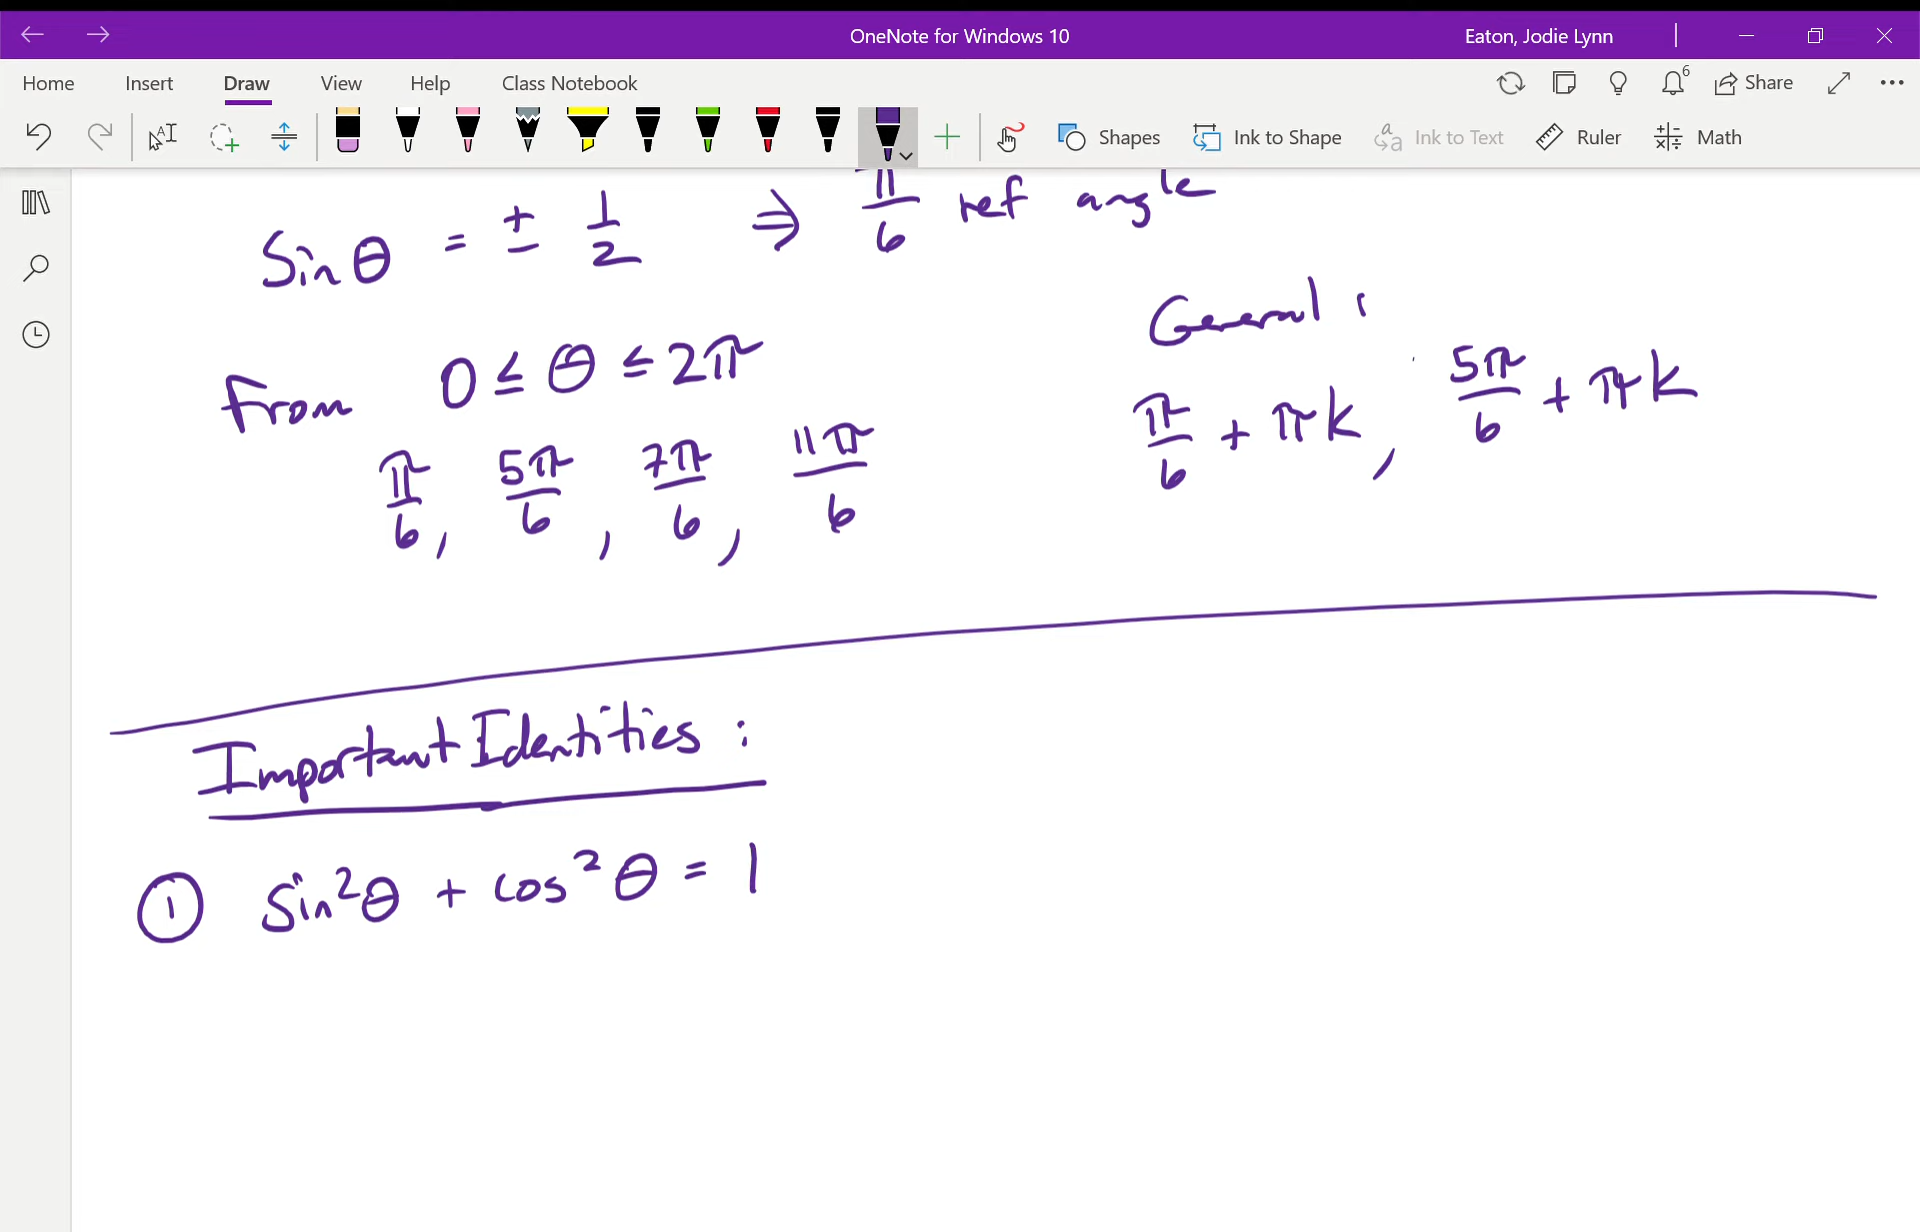 OneNote for Windows 10
Eaton, Jodie Lynn
Home Insert Draw View Help Class Notebook
6 Share
Shapes Ink to Shape Ink to Text Ruler Math
Sinθ = ± 1/2 ⇒ π/6 ref angle
From 0 ≤ θ ≤ 2π
π/6, 5π/6, 7π/6, 11π/6
General :
π/6 + πk, 5π/6 + πk
Important Identities :
① Sin²θ + cos²θ = 1